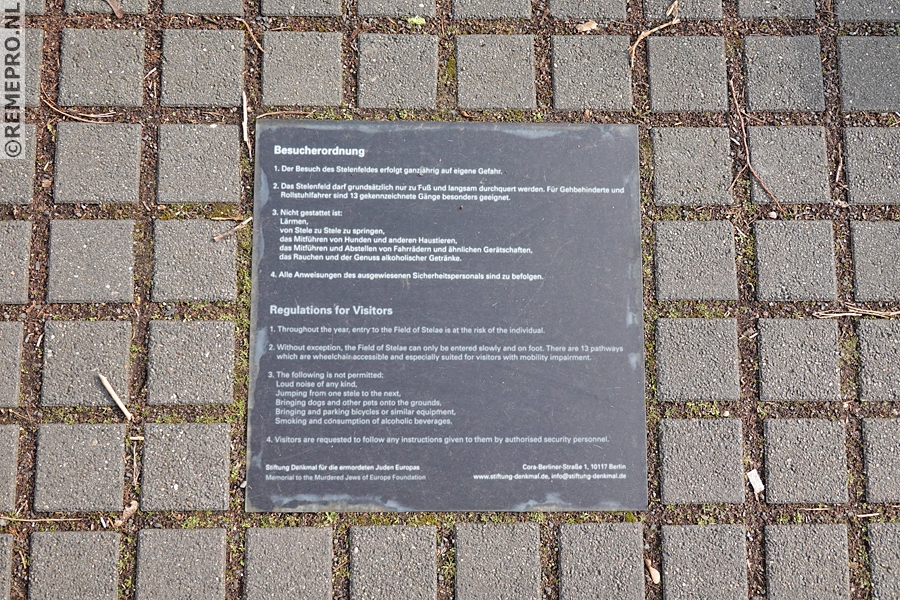 ©REMEPRO.NL
Besucherordnung
1. Der Besuch des Stelenfeldes erfolgt ganzjährig auf eigene Gefahr.
2. Das Stelenfeld darf grundsätzlich nur zu Fuß und langsam durchquert werden. Für Gehbehinderte und
Rollstuhlfahrer sind 13 gekennzeichnete Gänge besonders geeignet.
3. Nicht gestattet ist:
Lärmen,
von Stele zu Stele zu springen,
das Mitführen von Hunden und anderen Haustieren,
das Mitführen und Abstellen von Fahrrädern und ähnlichen Gerätschaften,
das Rauchen und der Genuss alkoholischer Getränke.
4. Alle Anweisungen des ausgewiesenen Sicherheitspersonals sind zu befolgen.
Regulations for Visitors
1. Throughout the year, entry to the Field of Stelae is at the risk of the individual.
2. Without exception, the Field of Stelae can only be entered slowly and on foot. There are 13 pathways
which are wheelchair accessible and especially suited for visitors with mobility impairment.
3. The following is not permitted:
Loud noise of any kind,
Jumping from one stele to the next,
Bringing dogs and other pets onto the grounds,
Bringing and parking bicycles or similar equipment,
Smoking and consumption of alcoholic beverages.
4. Visitors are requested to follow any instructions given to them by authorised security personnel.
Stiftung Denkmal für die ermordeten Juden Europas
Memorial to the Murdered Jews of Europe Foundation
Cora-Berliner-Straße 1, 10117 Berlin
www.stiftung-denkmal.de, info@stiftung-denkmal.de